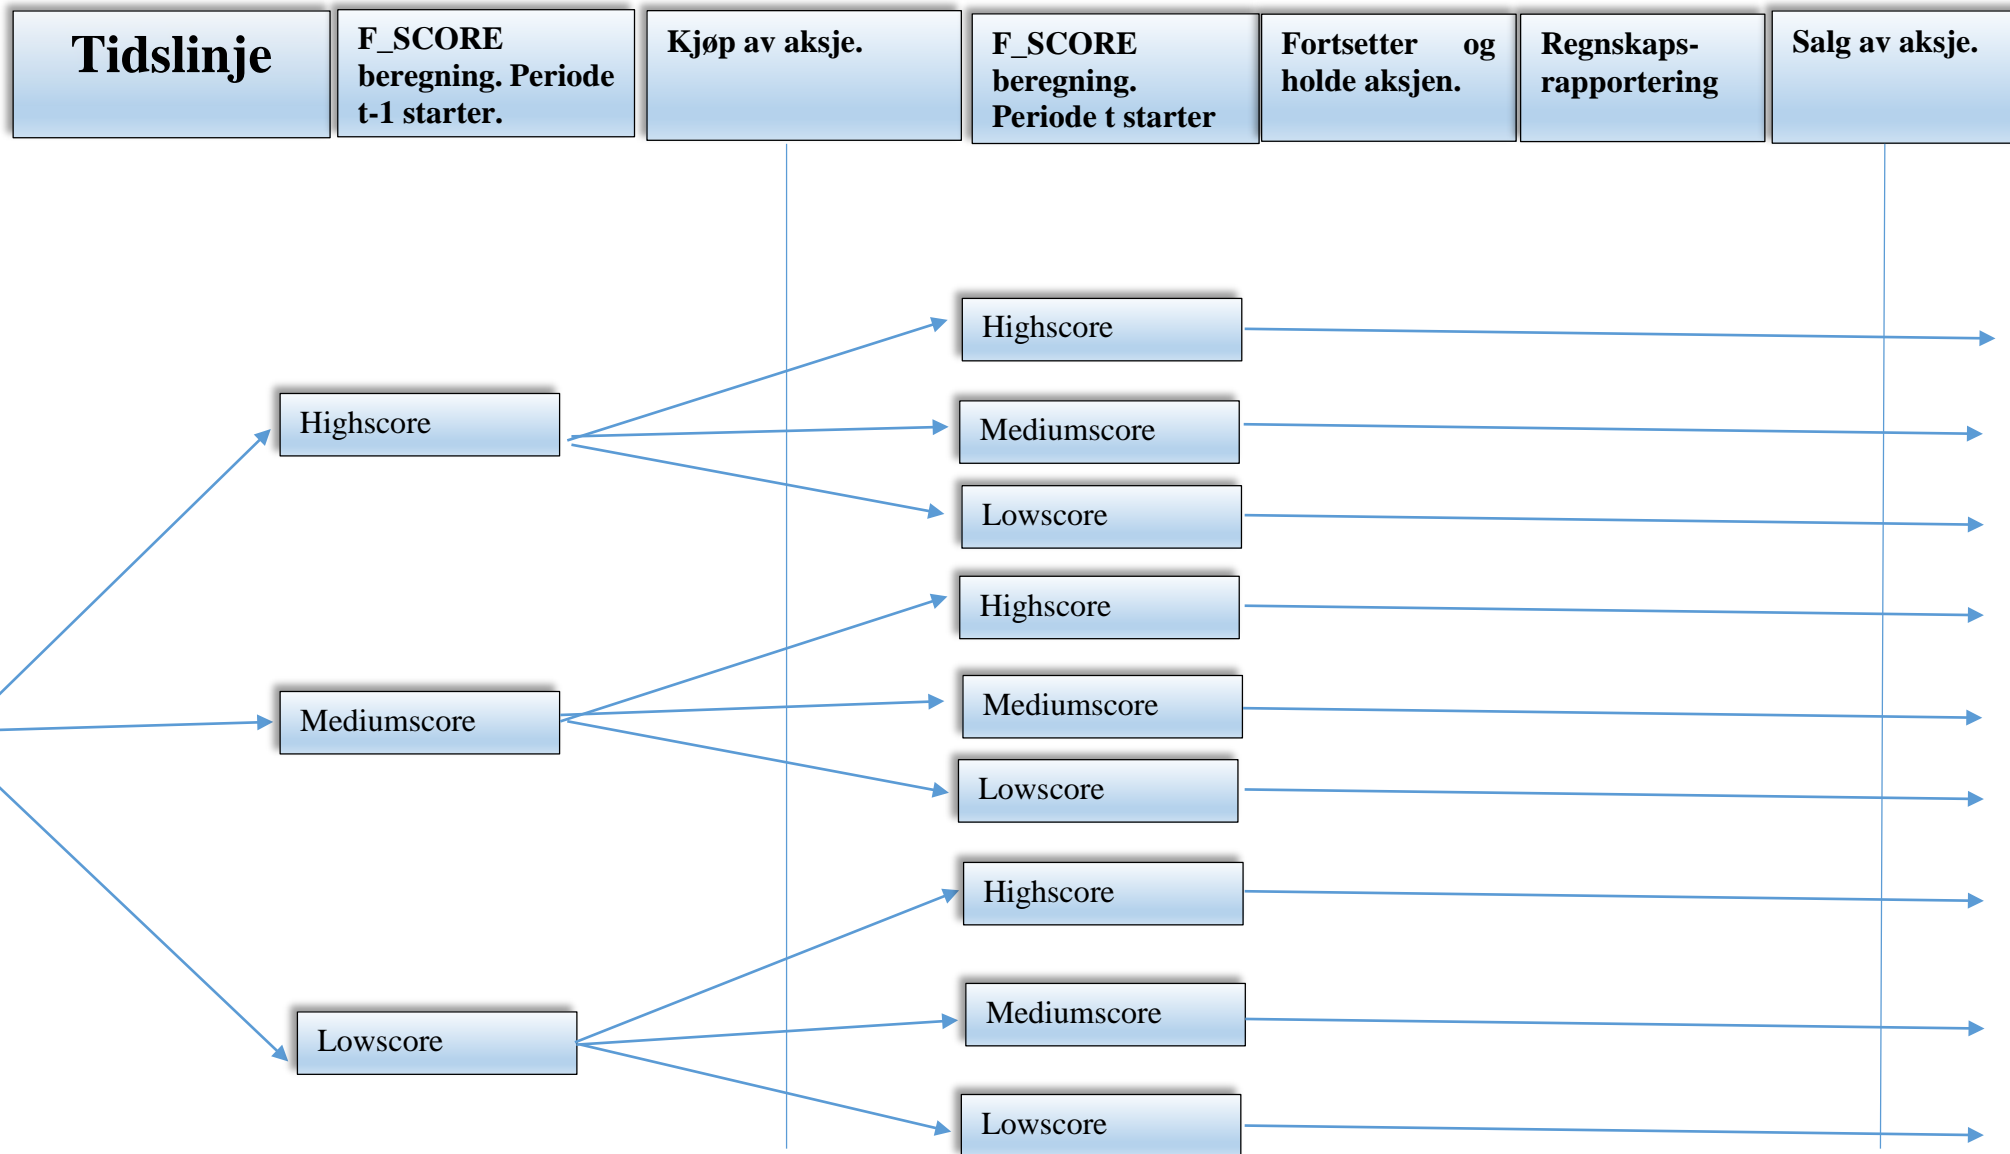 Tidslinje
F_SCORE
beregning. Periode
t-1 starter.
Kjøp av aksje.
F_SCORE
beregning.
Periode t starter
Fortsetter og
holde aksjen.
Regnskaps-
rapportering
Salg av aksje.
Highscore
Mediumscore
Lowscore
Highscore
Mediumscore
Lowscore
Highscore
Mediumscore
Lowscore
Highscore
Mediumscore
Lowscore